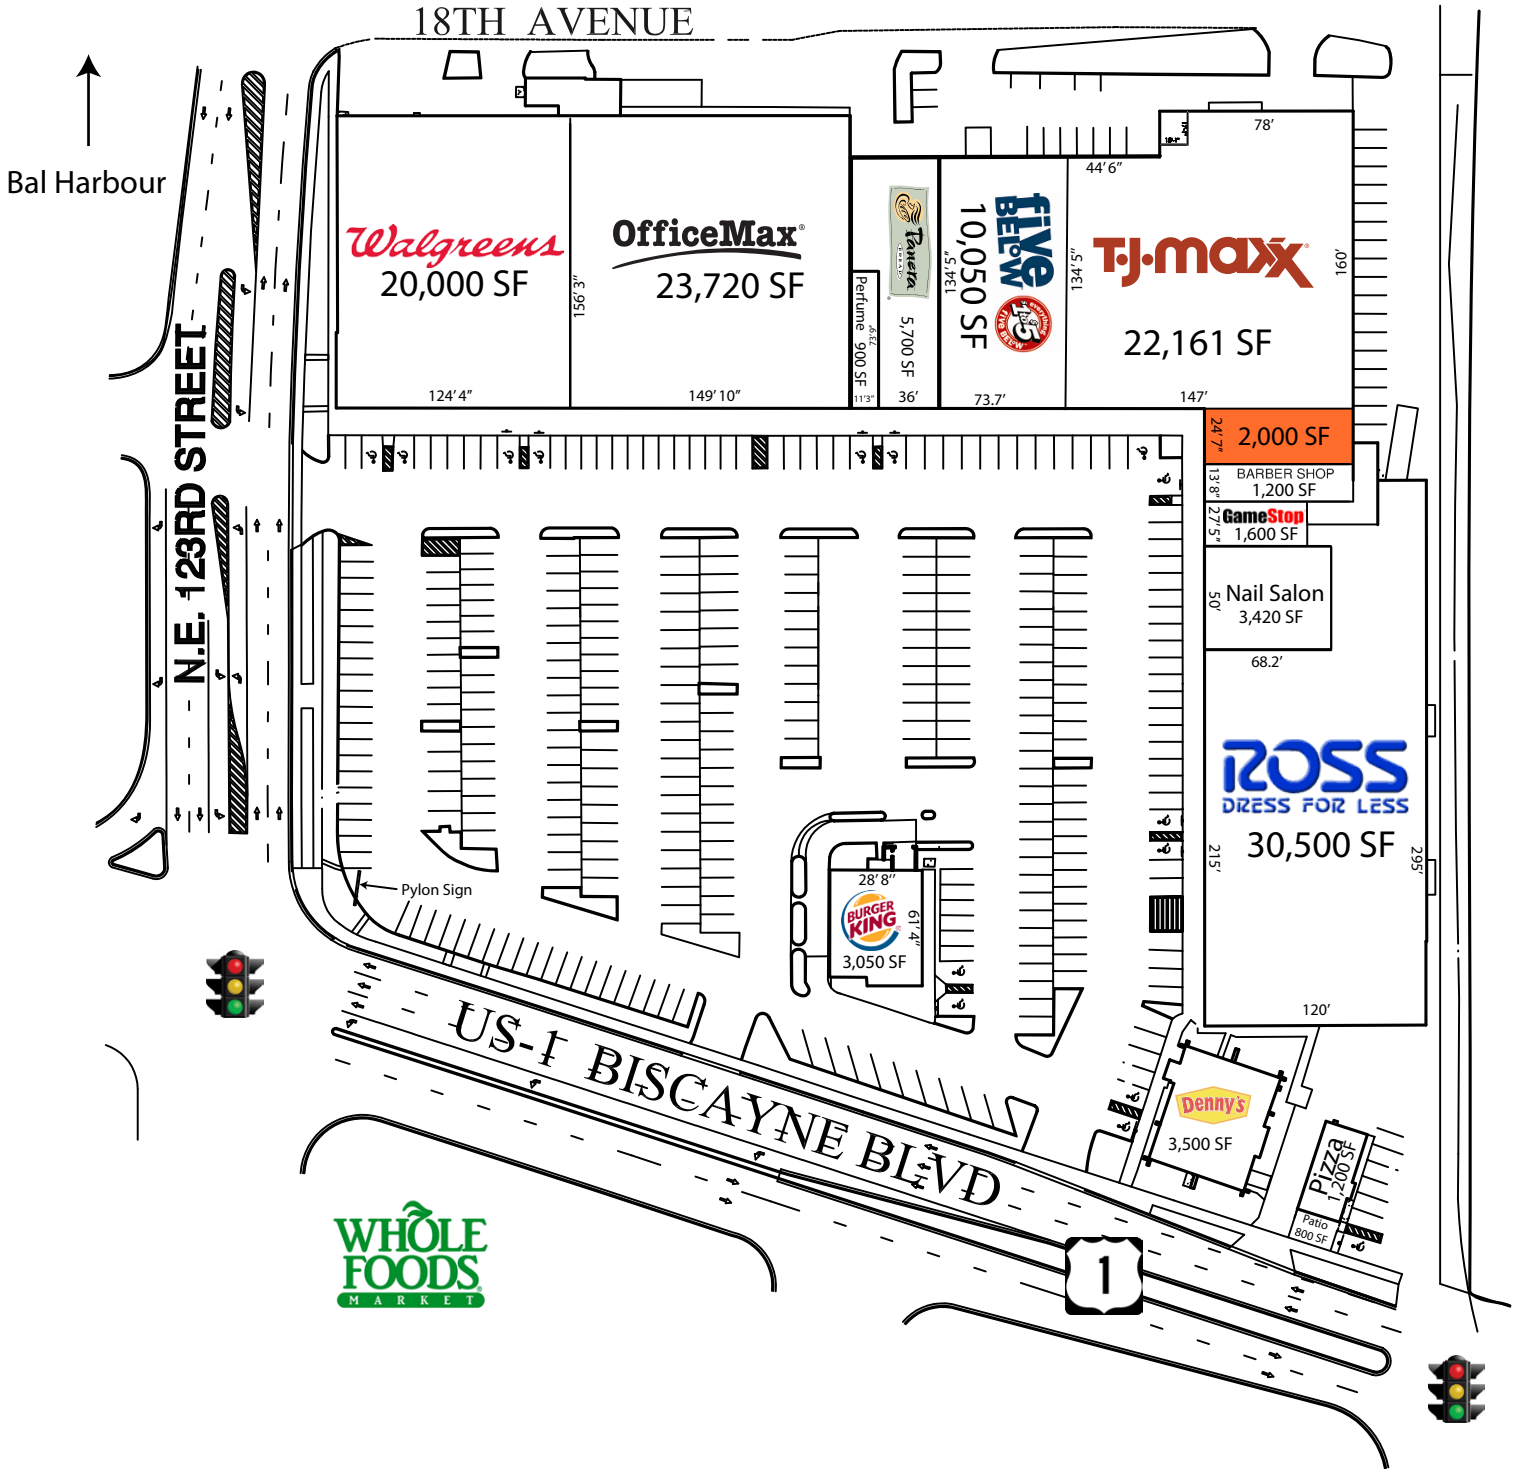 18TH AVENUE
Bal Harbour
N.E. 123RD STREET
Walgreens
20,000 SF
124' 4"
156' 3"
OfficeMax®
23,720 SF
149' 10"
Perfume 900 SF
73'9"
11'3"
Panera
BREAD
5,700 SF
36'
134' 5"
five
BELOW
10,050 SF
73.7'
44' 6"
134' 5"
78'
T·J·maxx
22,161 SF
160'
147'
24' 7"
2,000 SF
13' 8"
BARBER SHOP
1,200 SF
27' 5"
GameStop
1,600 SF
50'
Nail Salon
3,420 SF
68.2'
ROSS
DRESS FOR LESS
30,500 SF
215'
295'
120'
Pylon Sign
28' 8"
BURGER
KING®
61' 4"
3,050 SF
Denny's
3,500 SF
Pizza
1,200 SF
Patio
800 SF
US-1 BISCAYNE BLVD
1
WHOLE
FOODS
MARKET